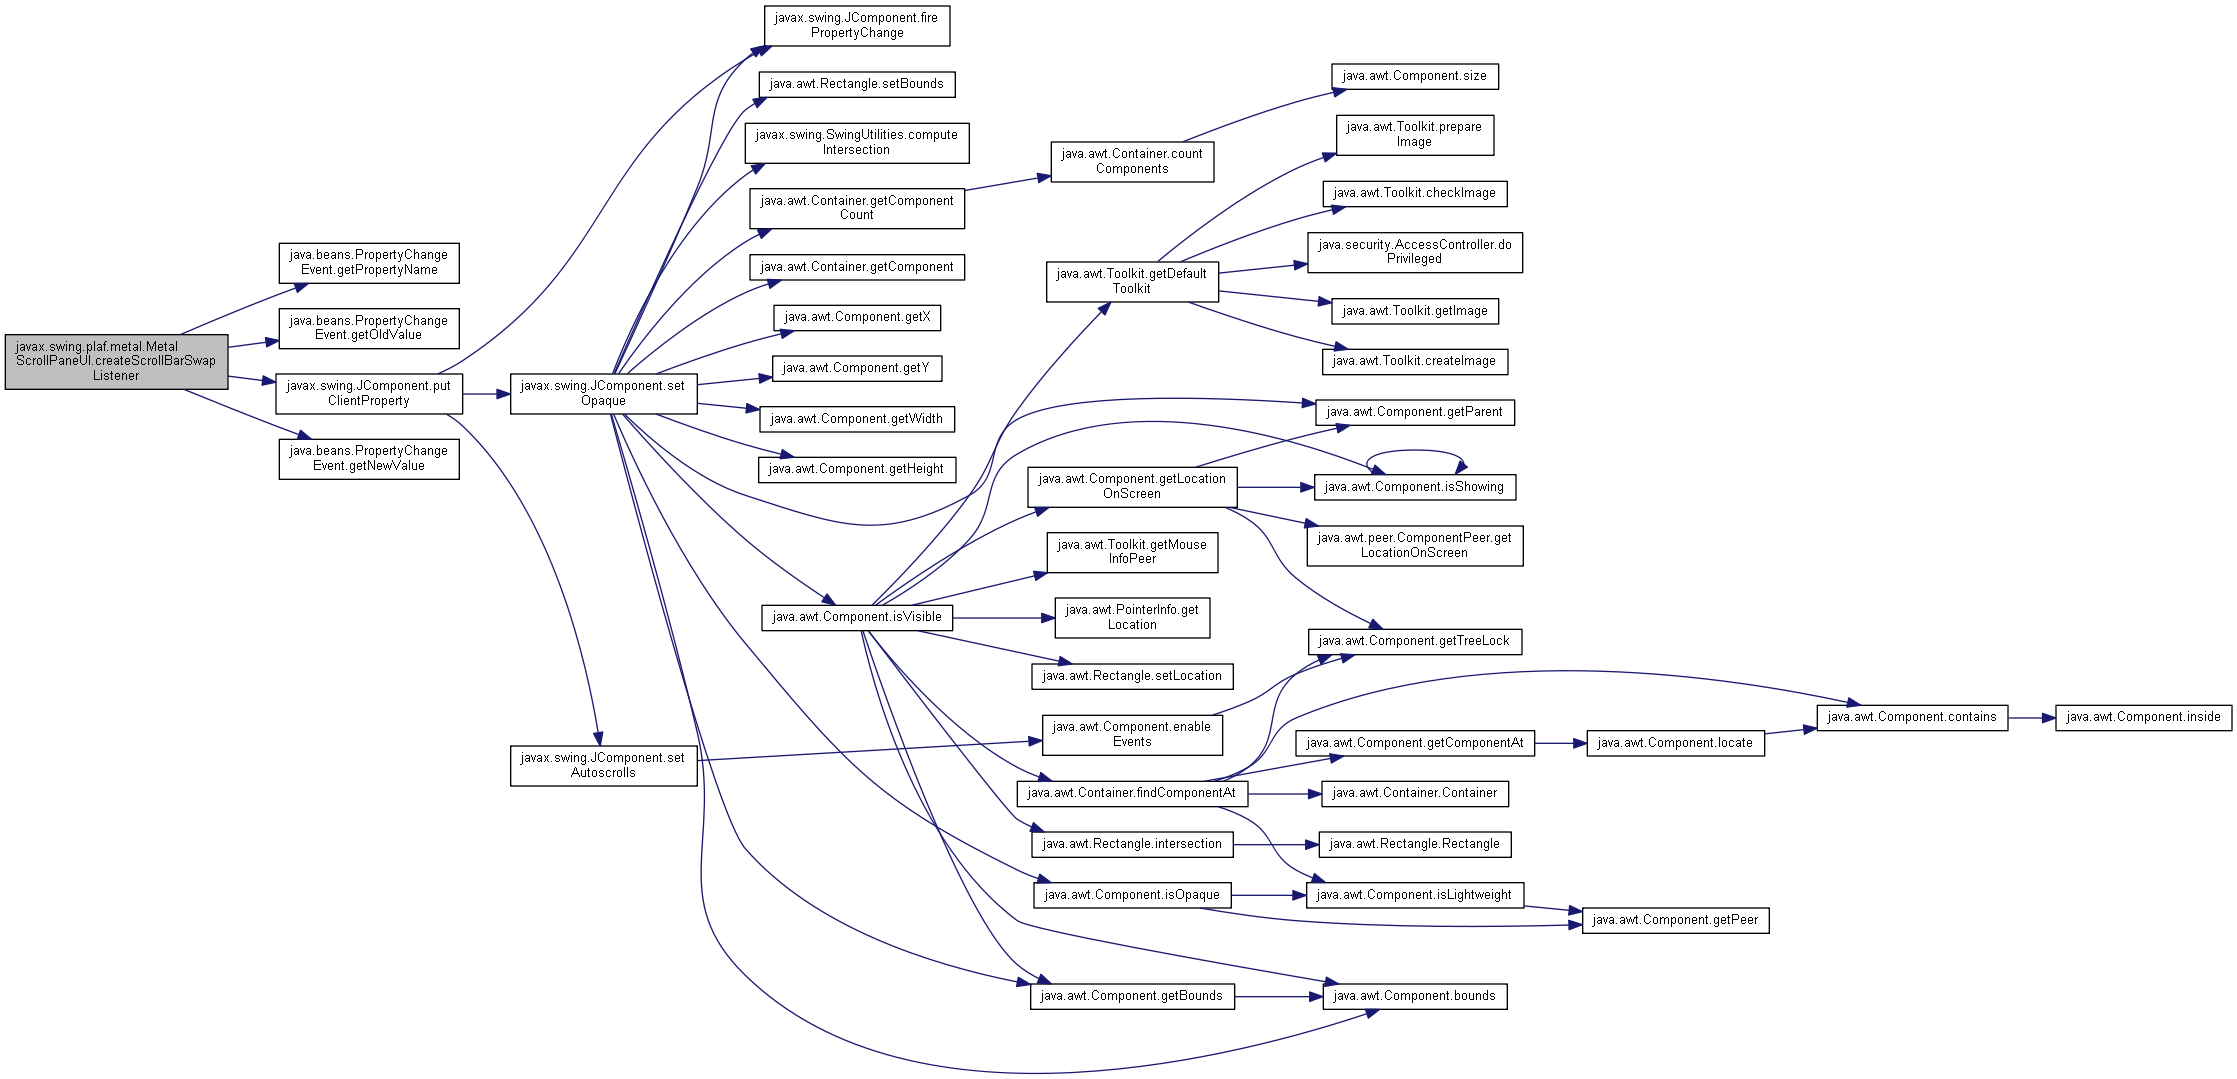 javax.swing.plaf.metal.Metal
ScrollPaneUI.createScrollBarSwap
Listener
java.beans.PropertyChange
Event.getPropertyName
java.beans.PropertyChange
Event.getOldValue
javax.swing.JComponent.put
ClientProperty
java.beans.PropertyChange
Event.getNewValue
javax.swing.JComponent.set
Opaque
javax.swing.JComponent.set
Autoscrolls
javax.swing.JComponent.fire
PropertyChange
java.awt.Rectangle.setBounds
javax.swing.SwingUtilities.compute
Intersection
java.awt.Container.getComponent
Count
java.awt.Container.getComponent
java.awt.Component.getX
java.awt.Component.getY
java.awt.Component.getWidth
java.awt.Component.getHeight
java.awt.Component.isVisible
java.awt.Container.count
Components
java.awt.Toolkit.getDefault
Toolkit
java.awt.Component.getLocation
OnScreen
java.awt.Toolkit.getMouse
InfoPeer
java.awt.PointerInfo.get
Location
java.awt.Rectangle.setLocation
java.awt.Component.enable
Events
java.awt.Container.findComponentAt
java.awt.Rectangle.intersection
java.awt.Component.isOpaque
java.awt.Component.getBounds
java.awt.Component.size
java.awt.Toolkit.prepare
Image
java.awt.Toolkit.checkImage
java.security.AccessController.do
Privileged
java.awt.Toolkit.getImage
java.awt.Toolkit.createImage
java.awt.Component.getParent
java.awt.Component.isShowing
java.awt.peer.ComponentPeer.get
LocationOnScreen
java.awt.Component.getTreeLock
java.awt.Component.getComponentAt
java.awt.Container.Container
java.awt.Rectangle.Rectangle
java.awt.Component.isLightweight
java.awt.Component.bounds
java.awt.Component.locate
java.awt.Component.getPeer
java.awt.Component.contains
java.awt.Component.inside